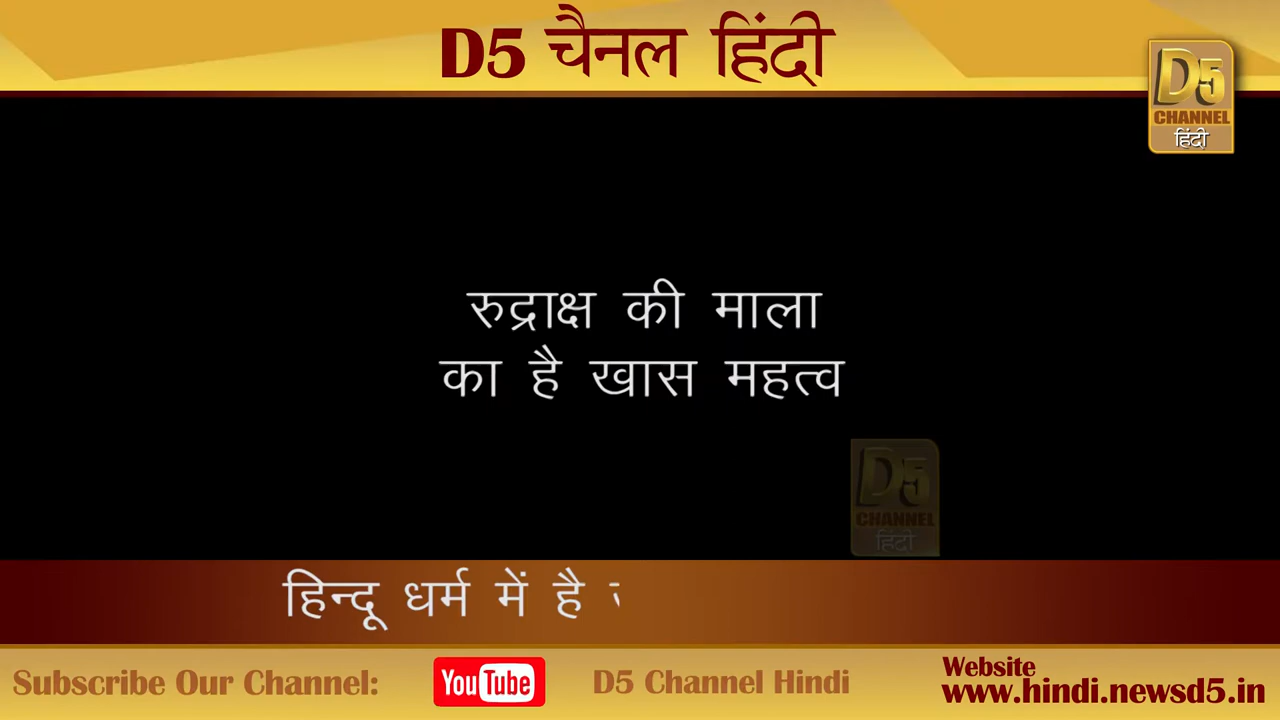 D5 चैनल हिंदी
D5
CHANNEL
हिंदी
रुद्राक्ष की माला
का है खास महत्व
D5
CHANNEL
हिंदी
हिन्दू धर्म में है
Subscribe Our Channel:
YouTube
D5 Channel Hindi
Website
www.hindi.newsd5.in